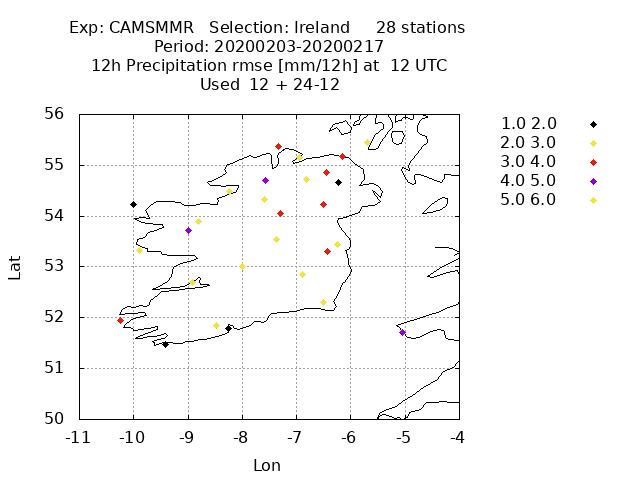 Exp: CAMSMMR   Selection: Ireland     28 stations
Period: 20200203-20200217
12h Precipitation rmse [mm/12h] at  12 UTC
Used  12 + 24-12
56
55
54
53
52
51
50
Lat
-11 -10 -9 -8 -7 -6 -5 -4
Lon
1.0 2.0
2.0 3.0
3.0 4.0
4.0 5.0
5.0 6.0